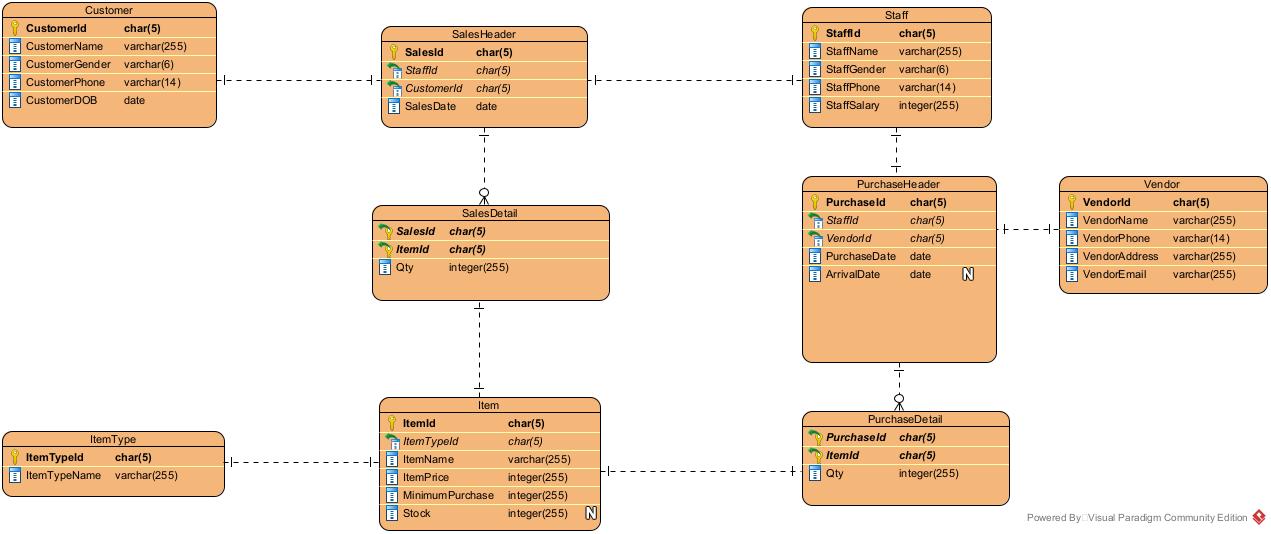 Customer
CustomerId char(5)
CustomerName varchar(255)
CustomerGender varchar(6)
CustomerPhone varchar(14)
CustomerDOB date
SalesHeader
SalesId char(5)
StaffId char(5)
CustomerId char(5)
SalesDate date
Staff
StaffId char(5)
StaffName varchar(255)
StaffGender varchar(6)
StaffPhone varchar(14)
StaffSalary integer(255)
SalesDetail
SalesId char(5)
ItemId char(5)
Qty integer(255)
PurchaseHeader
PurchaseId char(5)
StaffId char(5)
VendorId char(5)
PurchaseDate date
ArrivalDate date N
Vendor
VendorId char(5)
VendorName varchar(255)
VendorPhone varchar(14)
VendorAddress varchar(255)
VendorEmail varchar(255)
ItemType
ItemTypeId char(5)
ItemTypeName varchar(255)
Item
ItemId char(5)
ItemTypeId char(5)
ItemName varchar(255)
ItemPrice integer(255)
MinimumPurchase integer(255)
Stock integer(255) N
PurchaseDetail
PurchaseId char(5)
ItemId char(5)
Qty integer(255)
Powered By Visual Paradigm Community Edition